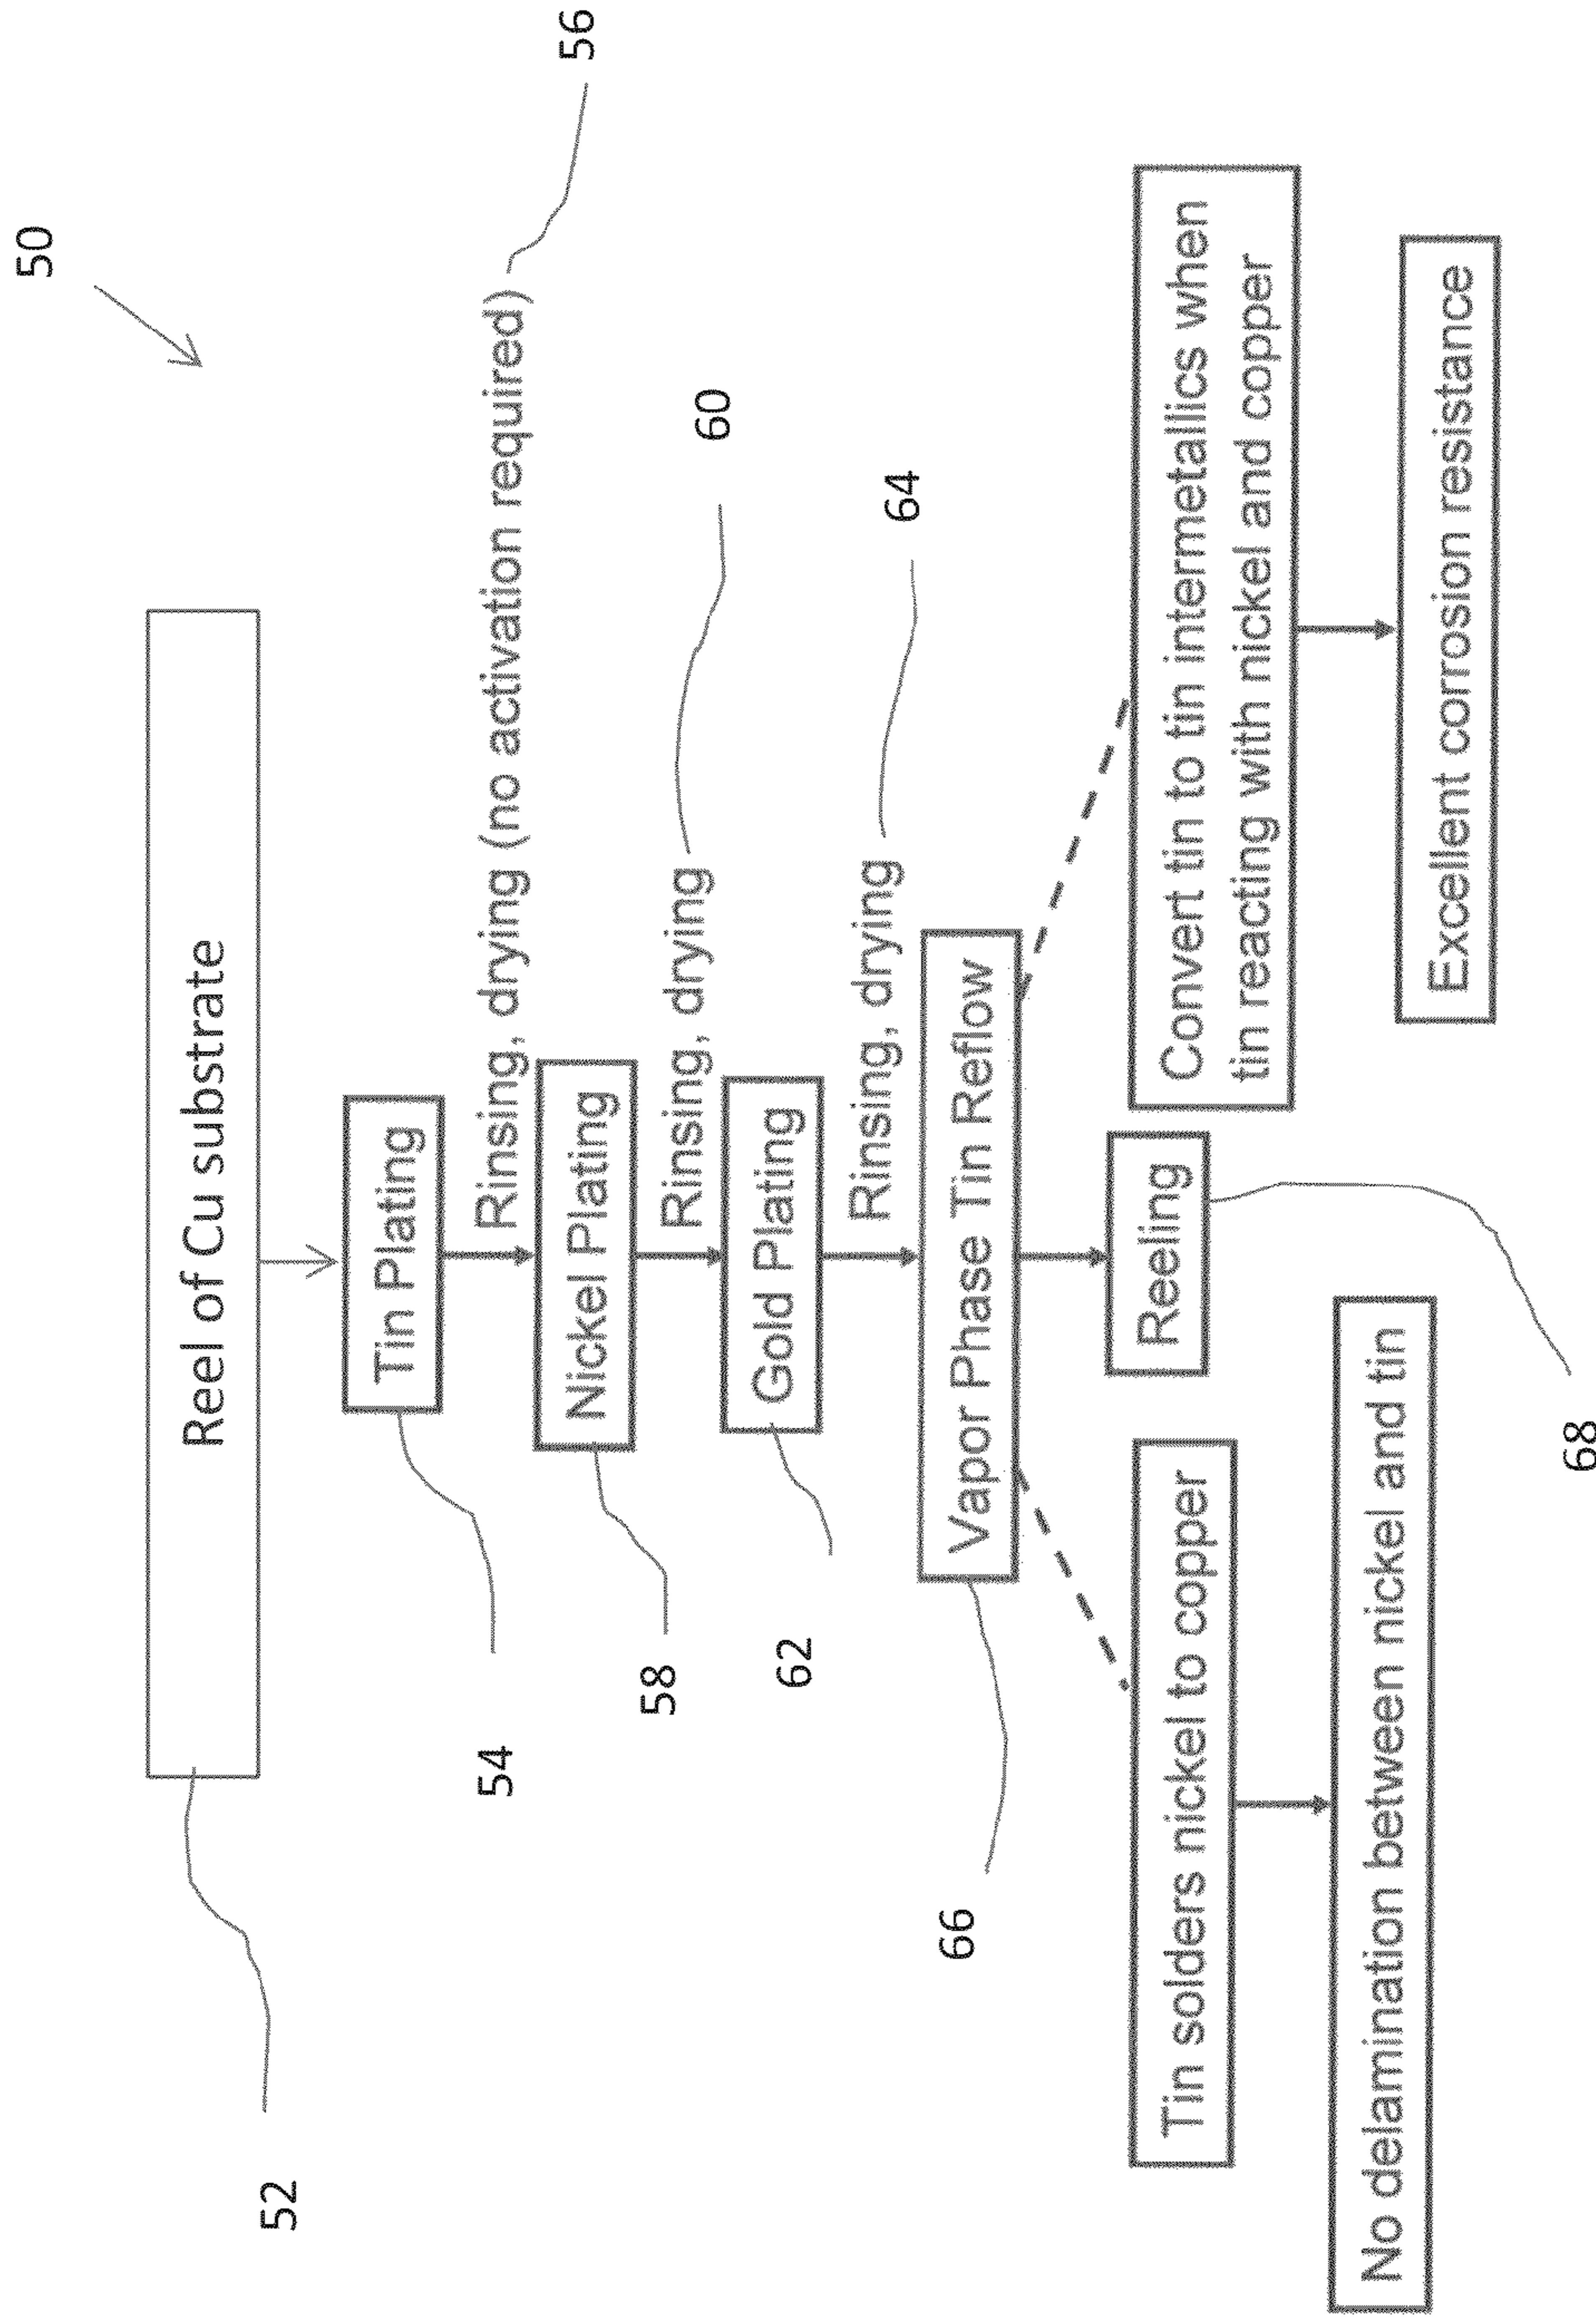 50
Reel of Cu substrate
52
Tin Plating
54
Rinsing, drying (no activation required)
56
Nickel Plating
58
Rinsing, drying
60
Gold Plating
62
Rinsing, drying
64
Vapor Phase Tin Reflow
66
Tin solders nickel to copper
Reeling
Convert tin to tin intermetallics when
tin reacting with nickel and copper
No delamination between nickel and tin
68
Excellent corrosion resistance